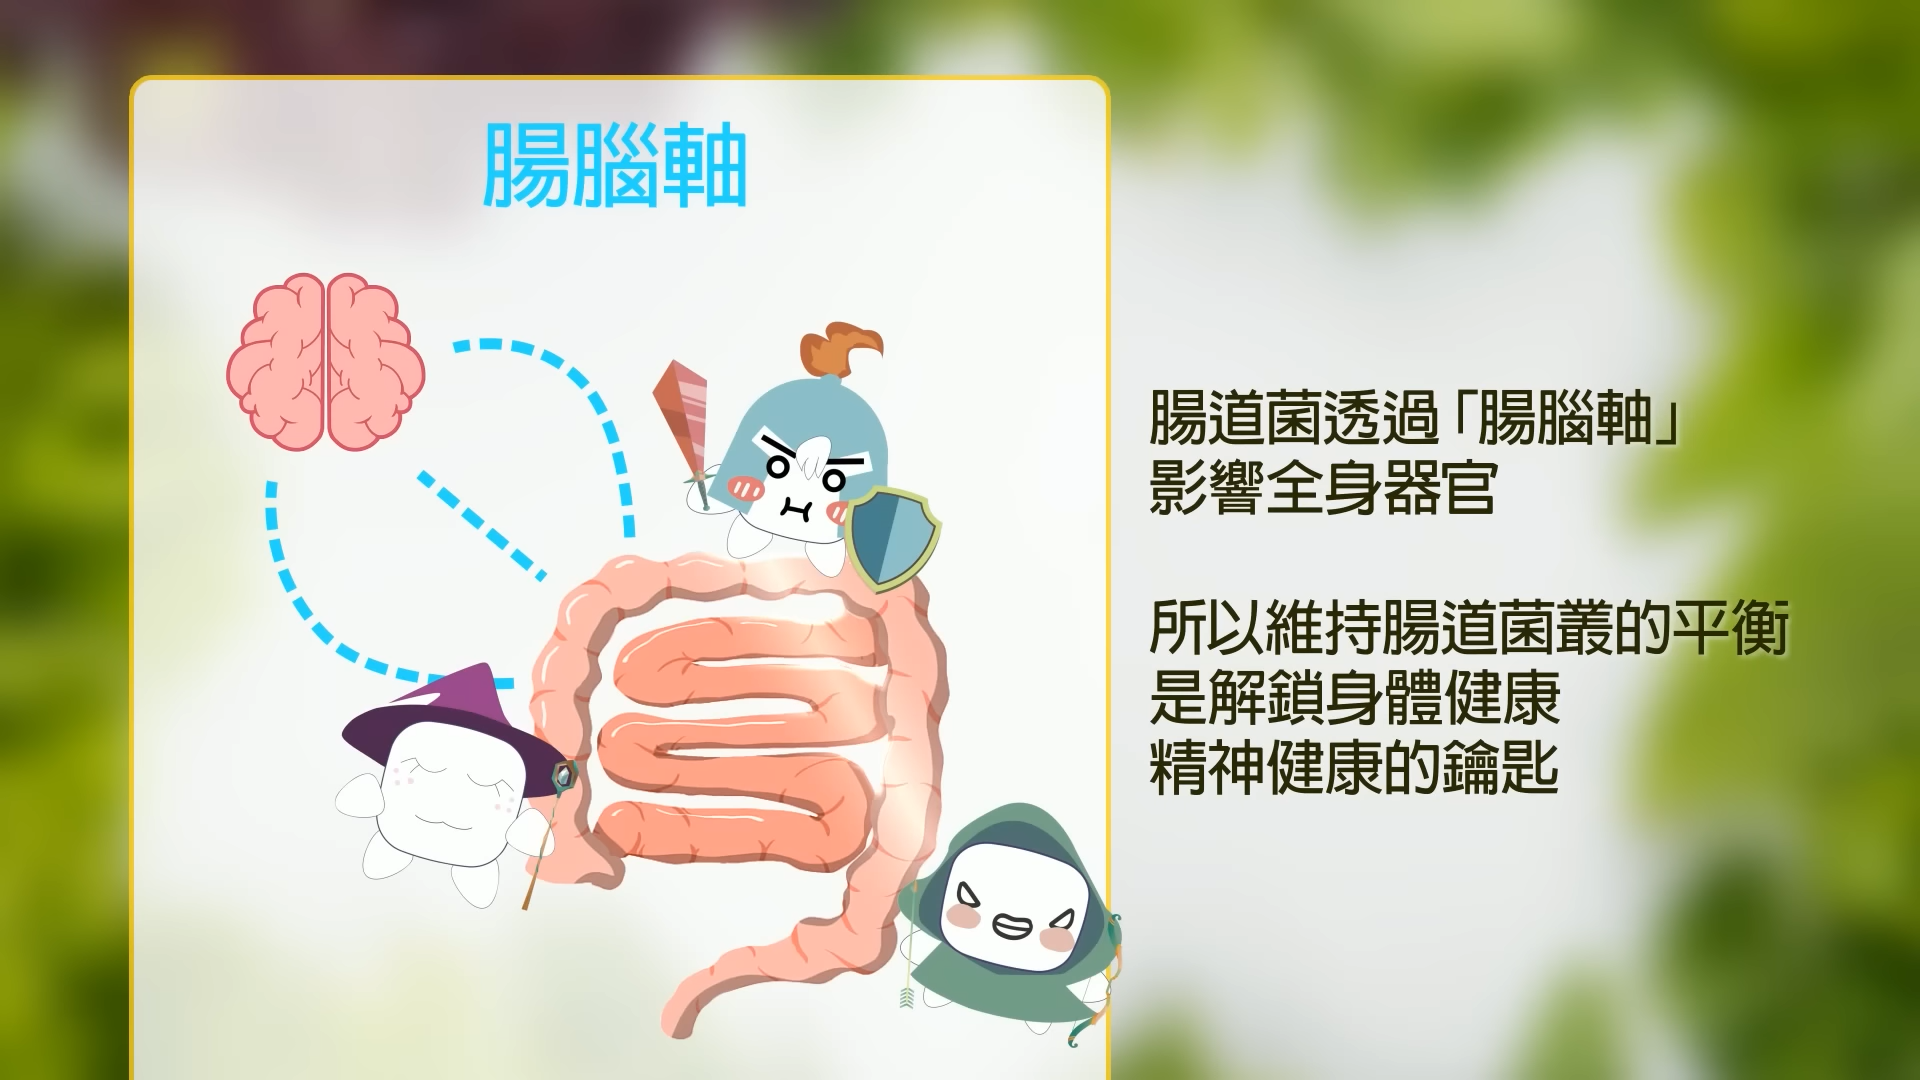 腸腦軸
腸道菌透過「腸腦軸」
影響全身器官
所以維持腸道菌叢的平衡
是解鎖身體健康
精神健康的鑰匙